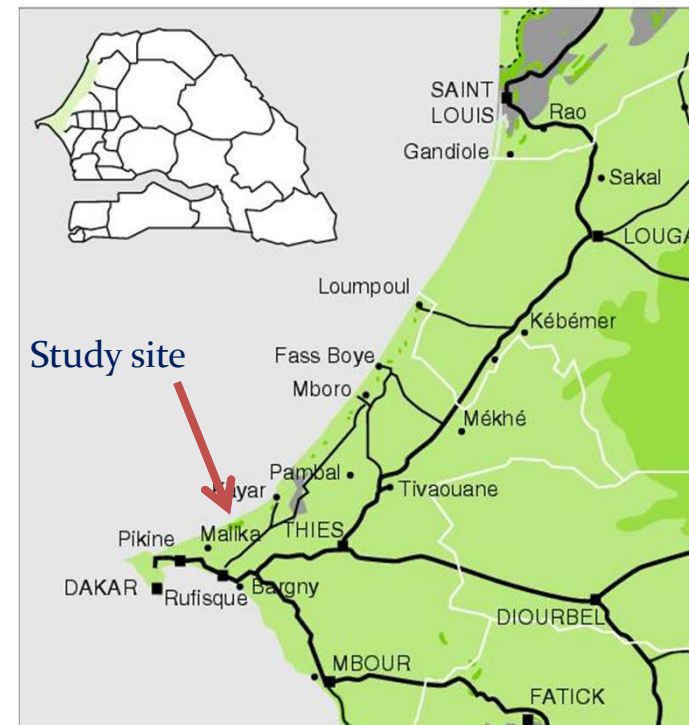 SAINT
LOUIS
Rao
Gandiole
Sakal
LOUGA
Loumpoul
Kébémer
Study site
Fass Boye
Mboro
Mékhé
Pambal
Tivaouane
Malika
THIES
Pikine
DAKAR
Rufisque
Bargny
DIOURBEL
MBOUR
FATICK